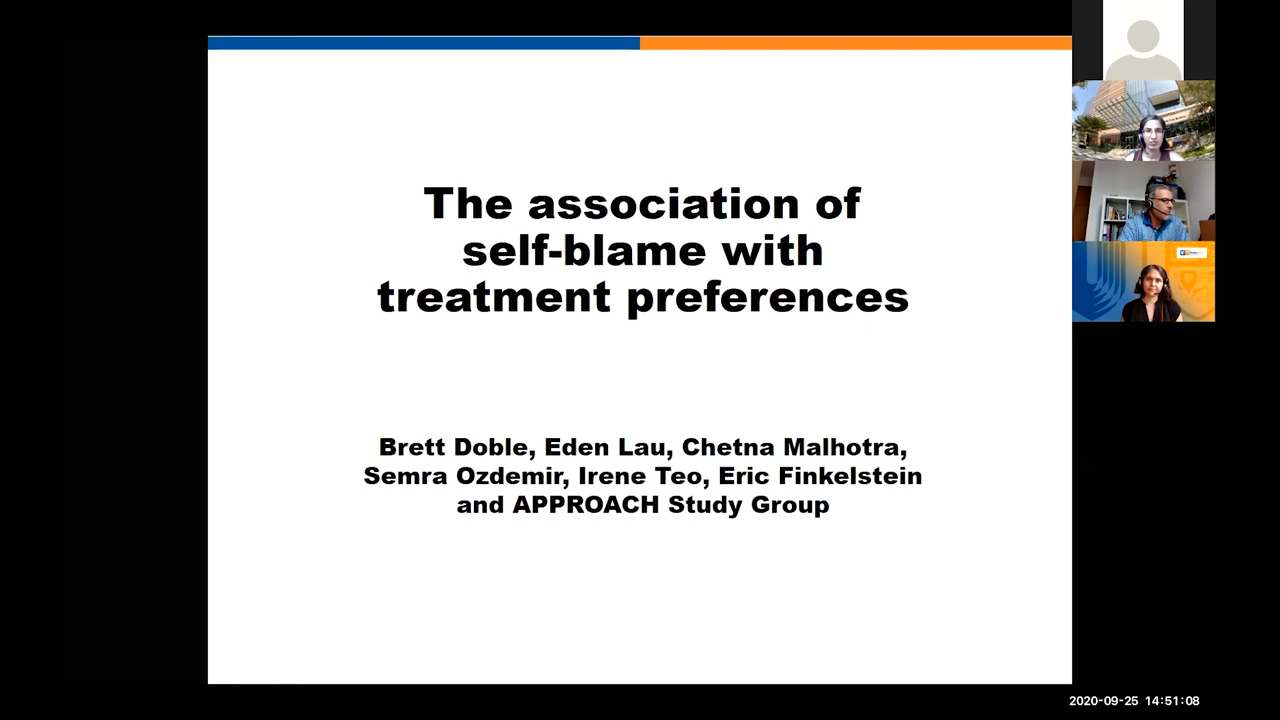 The association of
self-blame with
treatment preferences
Brett Doble, Eden Lau, Chetna Malhotra,
Semra Ozdemir, Irene Teo, Eric Finkelstein
and APPROACH Study Group
2020-09-25 14:51:08